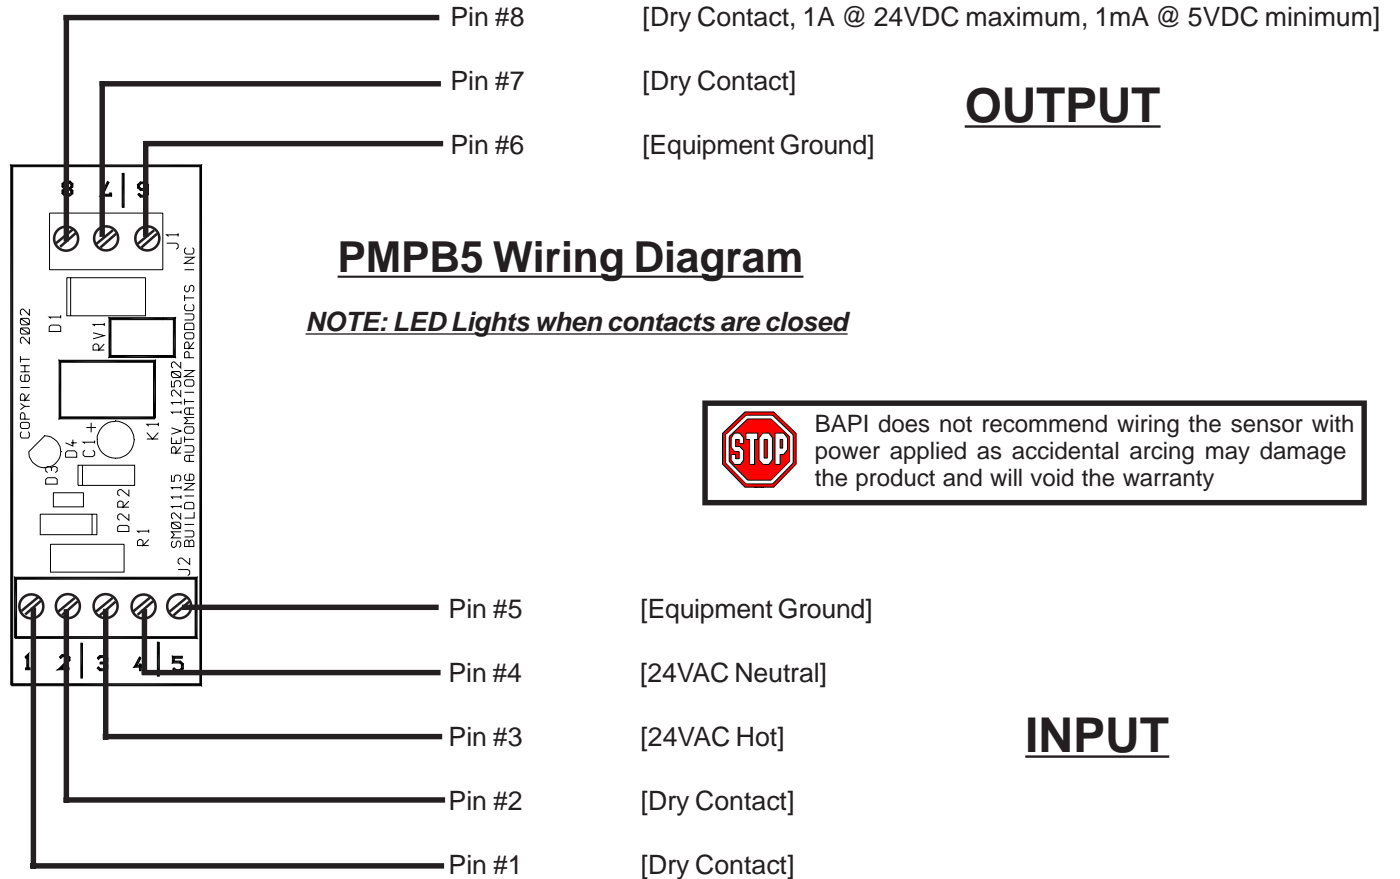 Pin #8 [Dry Contact, 1A @ 24VDC maximum, 1mA @ 5VDC minimum]
Pin #7 [Dry Contact]
OUTPUT
Pin #6 [Equipment Ground]
8 7 | 6
J1
PMPB5 Wiring Diagram
NOTE: LED Lights when contacts are closed
COPYRIGHT 2002
D1
RV1
K1
C1 +
D4
D3
D2
R2
R1
SM021115 REV 112502
BUILDING AUTOMATION PRODUCTS INC
J2
STOP
BAPI does not recommend wiring the sensor with
power applied as accidental arcing may damage
the product and will void the warranty
1 2 | 3 4 | 5
Pin #5 [Equipment Ground]
Pin #4 [24VAC Neutral]
Pin #3 [24VAC Hot]
INPUT
Pin #2 [Dry Contact]
Pin #1 [Dry Contact]